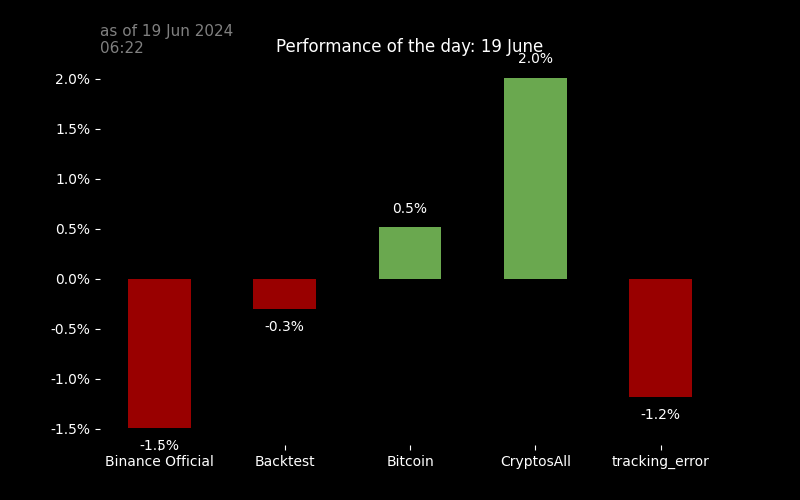 as of 19 Jun 2024
06:22
Performance of the day: 19 June
2.0%
2.0%
1.5%
1.0%
0.5%
0.5%
0.0%
-0.3%
-0.5%
-1.0%
-1.2%
-1.5%
-1.5%
Binance Official
Backtest
Bitcoin
CryptosAll
tracking_error